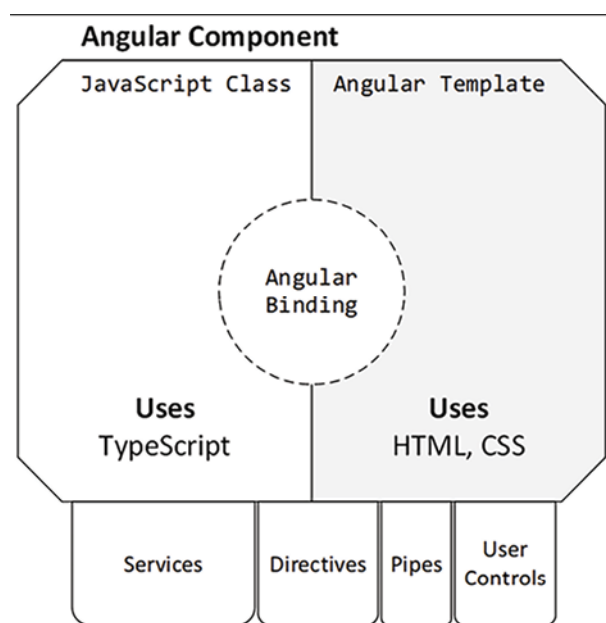 Angular Component
JavaScript Class
Angular Template
Angular
Binding
Uses
TypeScript
Uses
HTML, CSS
Services
Directives
Pipes
User
Controls